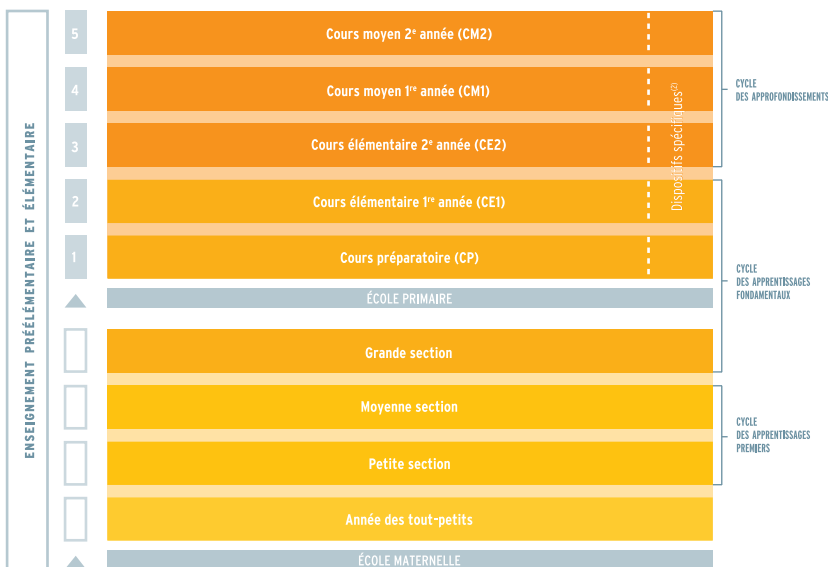 ENSEIGNEMENT PRÉÉLÉMENTAIRE ET ÉLÉMENTAIRE
5
Cours moyen 2e année (CM2)
4
Cours moyen 1re année (CM1)
3
Cours élémentaire 2e année (CE2)
2
Cours élémentaire 1re année (CE1)
1
Cours préparatoire (CP)
Dispositifs spécifiques(2)
ÉCOLE PRIMAIRE
Grande section
Moyenne section
Petite section
Année des tout-petits
ÉCOLE MATERNELLE
CYCLE
DES APPROFONDISSEMENTS
CYCLE
DES APPRENTISSAGES
FONDAMENTAUX
CYCLE
DES APPRENTISSAGES
PREMIERS